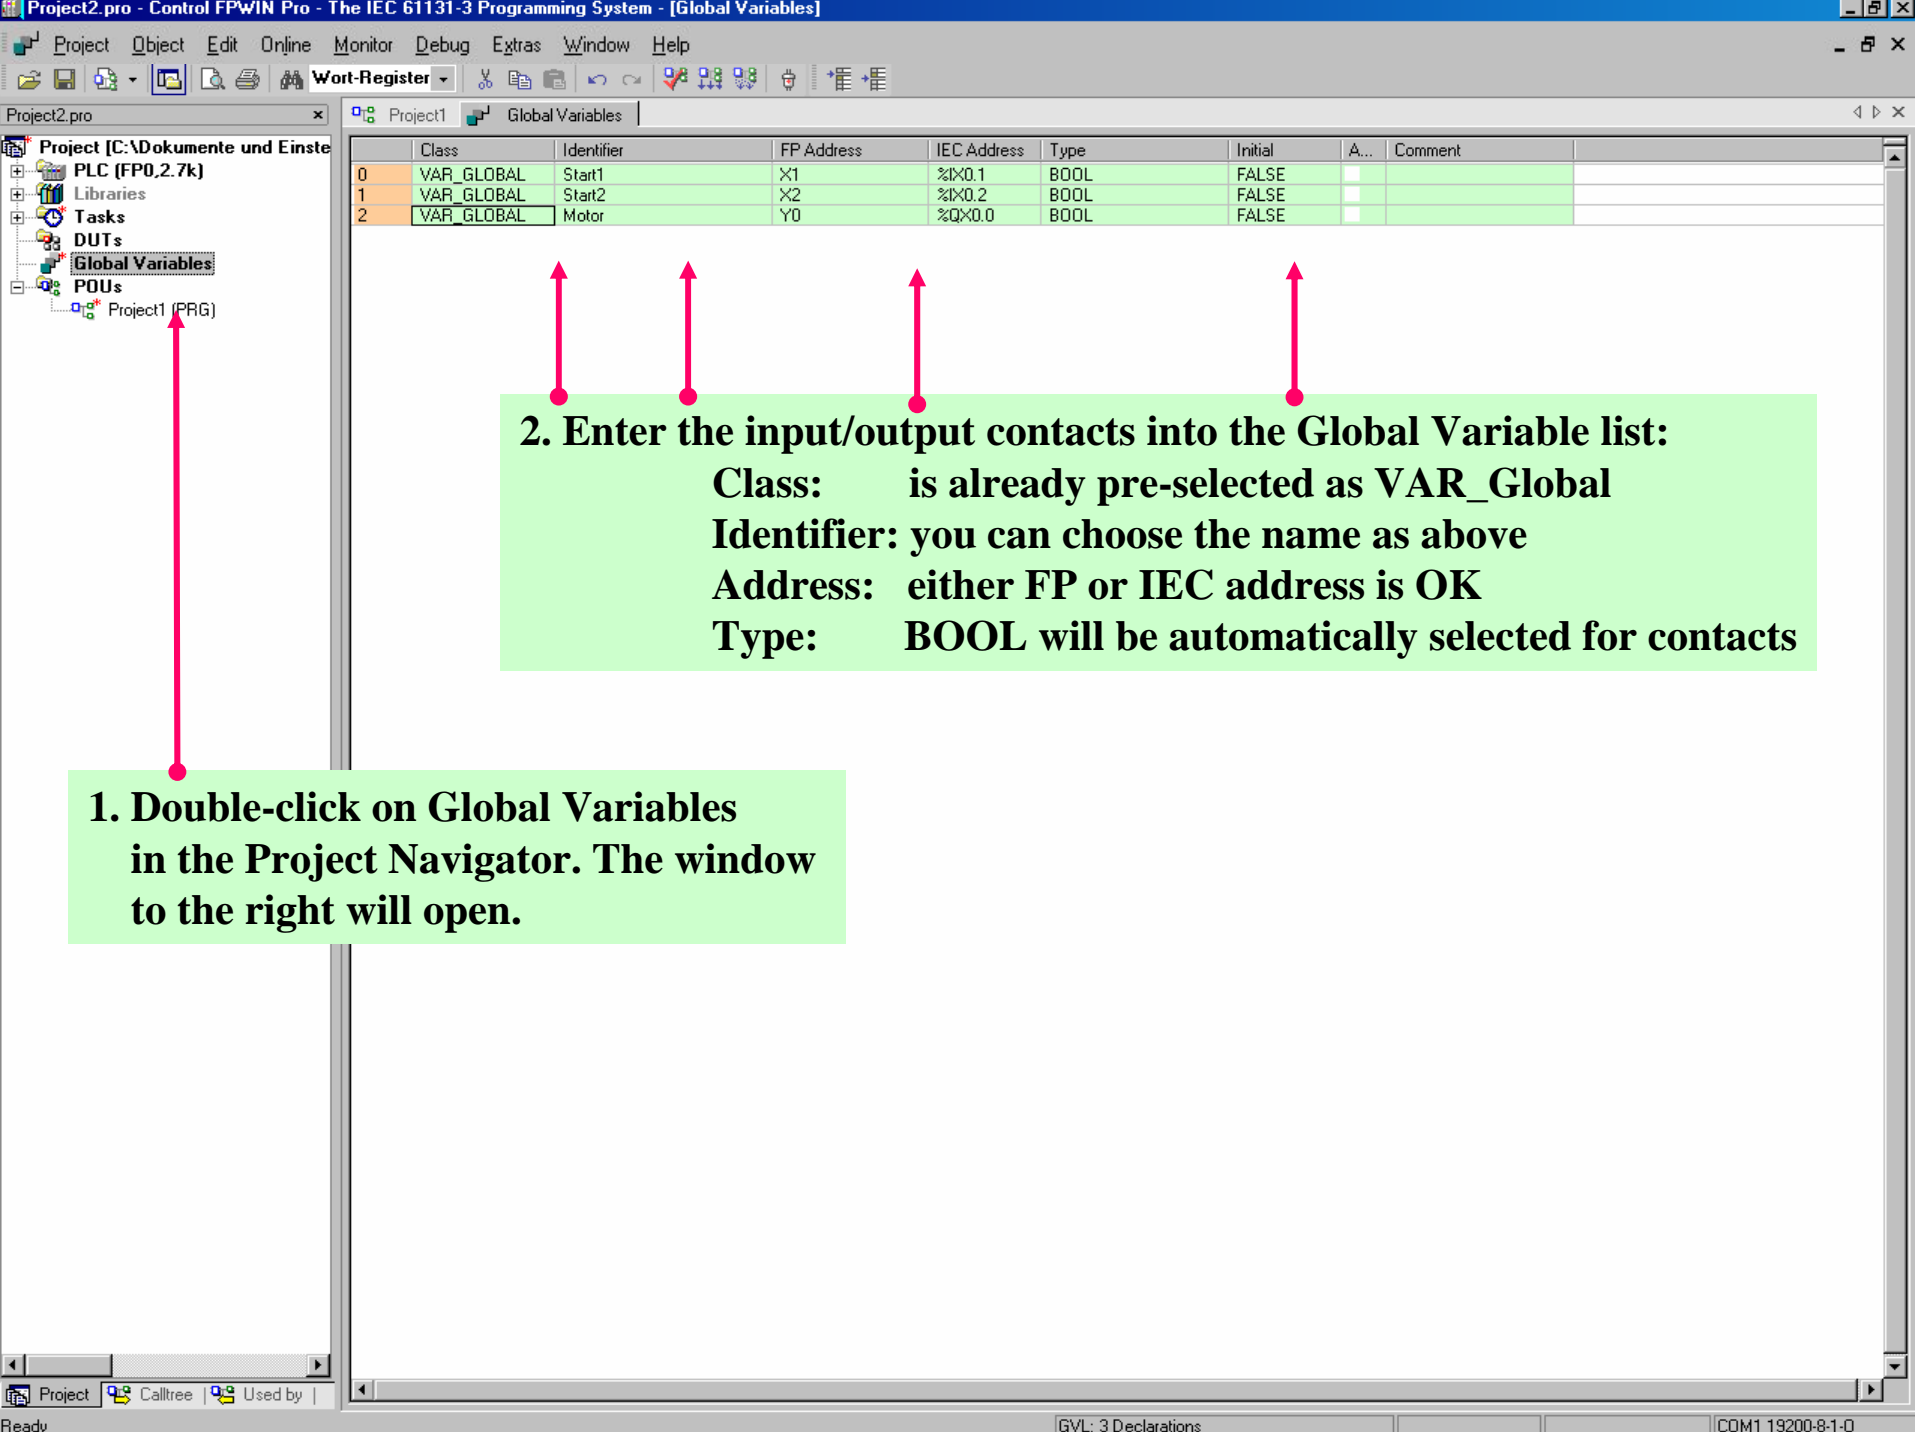 Project2.pro - Control FPWIN Pro - The IEC 61131-3 Programming System - [Global Variables]
Project Object Edit Online Monitor Debug Extras Window Help
Wort-Register
Project2.pro
Project1 Global Variables
Project [C:\Dokumente und Einste
PLC (FP0,2.7k)
Libraries
Tasks
DUTs
Global Variables
POUs
Project1 (PRG)
Class Identifier FP Address IEC Address Type Initial A... Comment
0 VAR_GLOBAL Start1 X1 %IX0.1 BOOL FALSE
1 VAR_GLOBAL Start2 X2 %IX0.2 BOOL FALSE
2 VAR_GLOBAL Motor Y0 %QX0.0 BOOL FALSE
2. Enter the input/output contacts into the Global Variable list:
Class: is already pre-selected as VAR_Global
Identifier: you can choose the name as above
Address: either FP or IEC address is OK
Type: BOOL will be automatically selected for contacts
1. Double-click on Global Variables
in the Project Navigator. The window
to the right will open.
Project Calltree Used by
Ready GVL: 3 Declarations COM1 19200-8-1-O